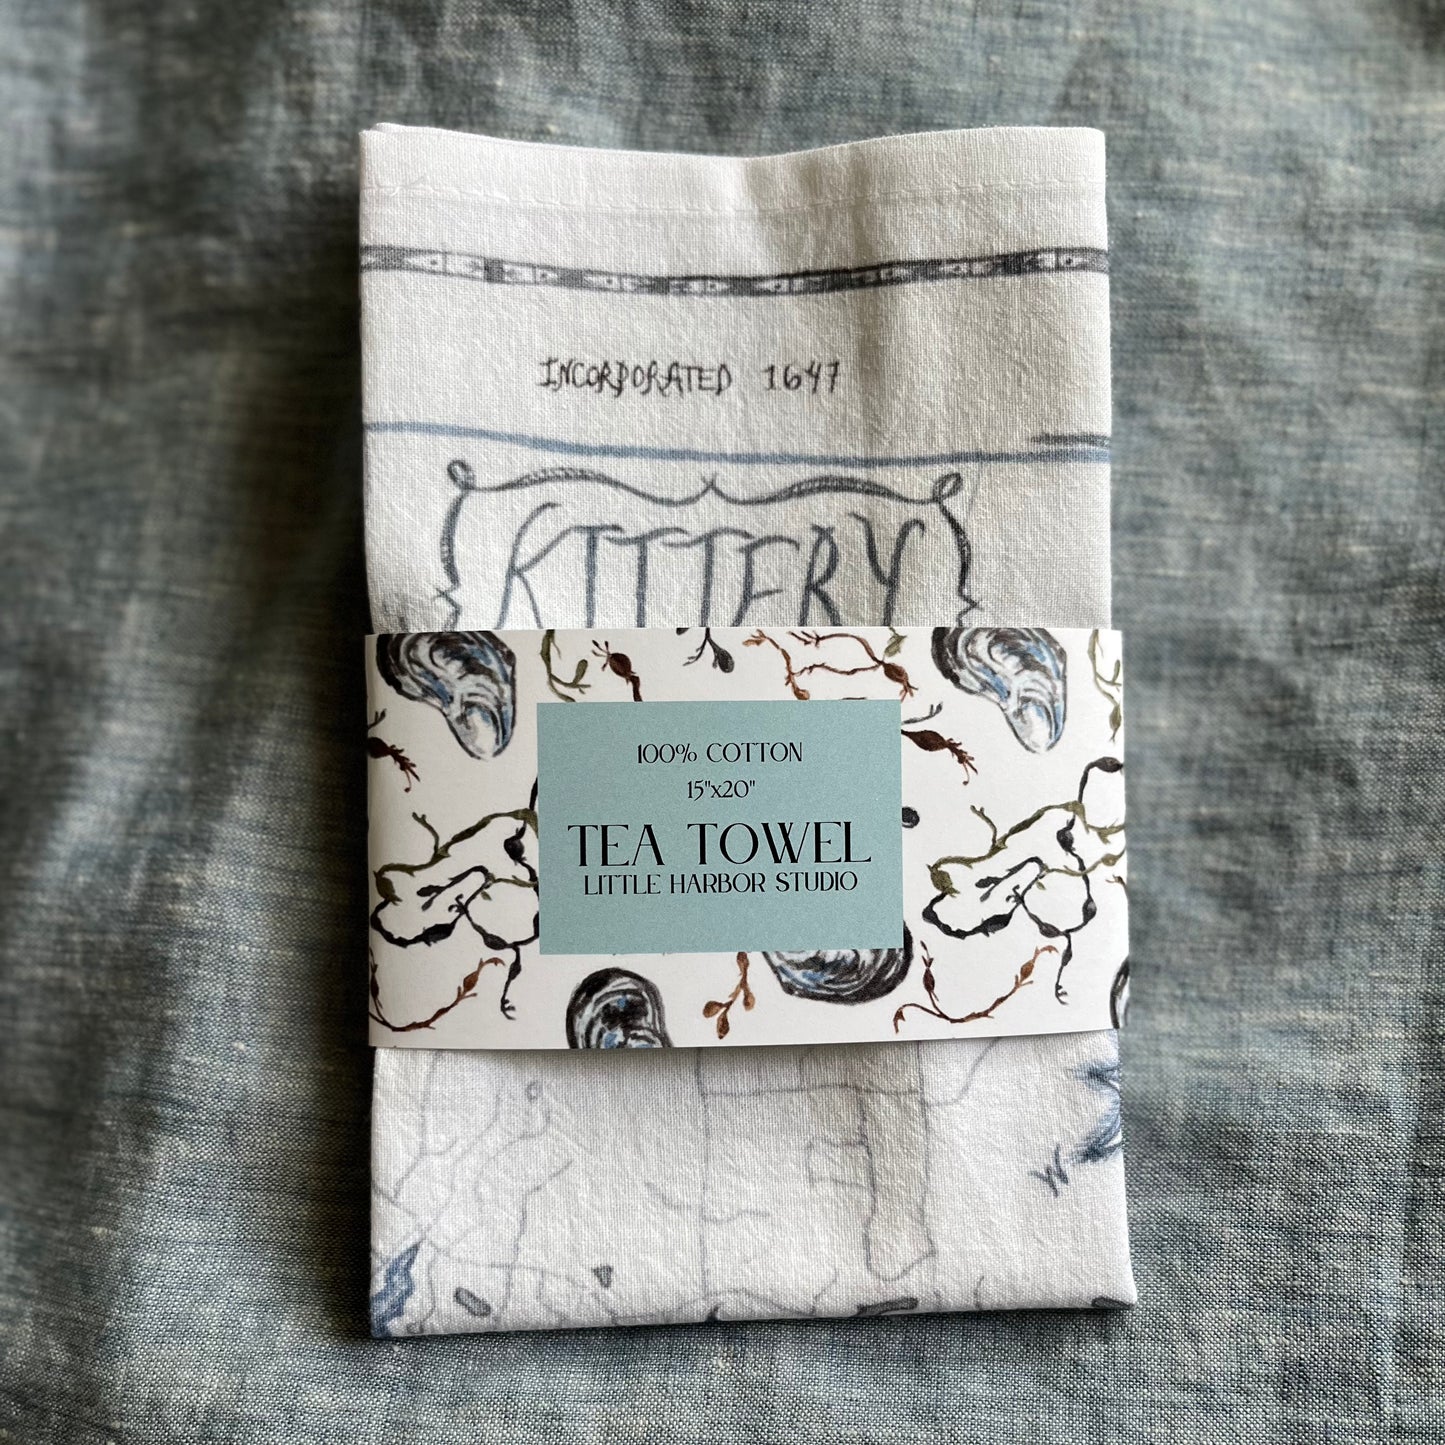 INCORPORATED 1647
KITTERY
100% COTTON
15"x20"
TEA TOWEL
LITTLE HARBOR STUDIO